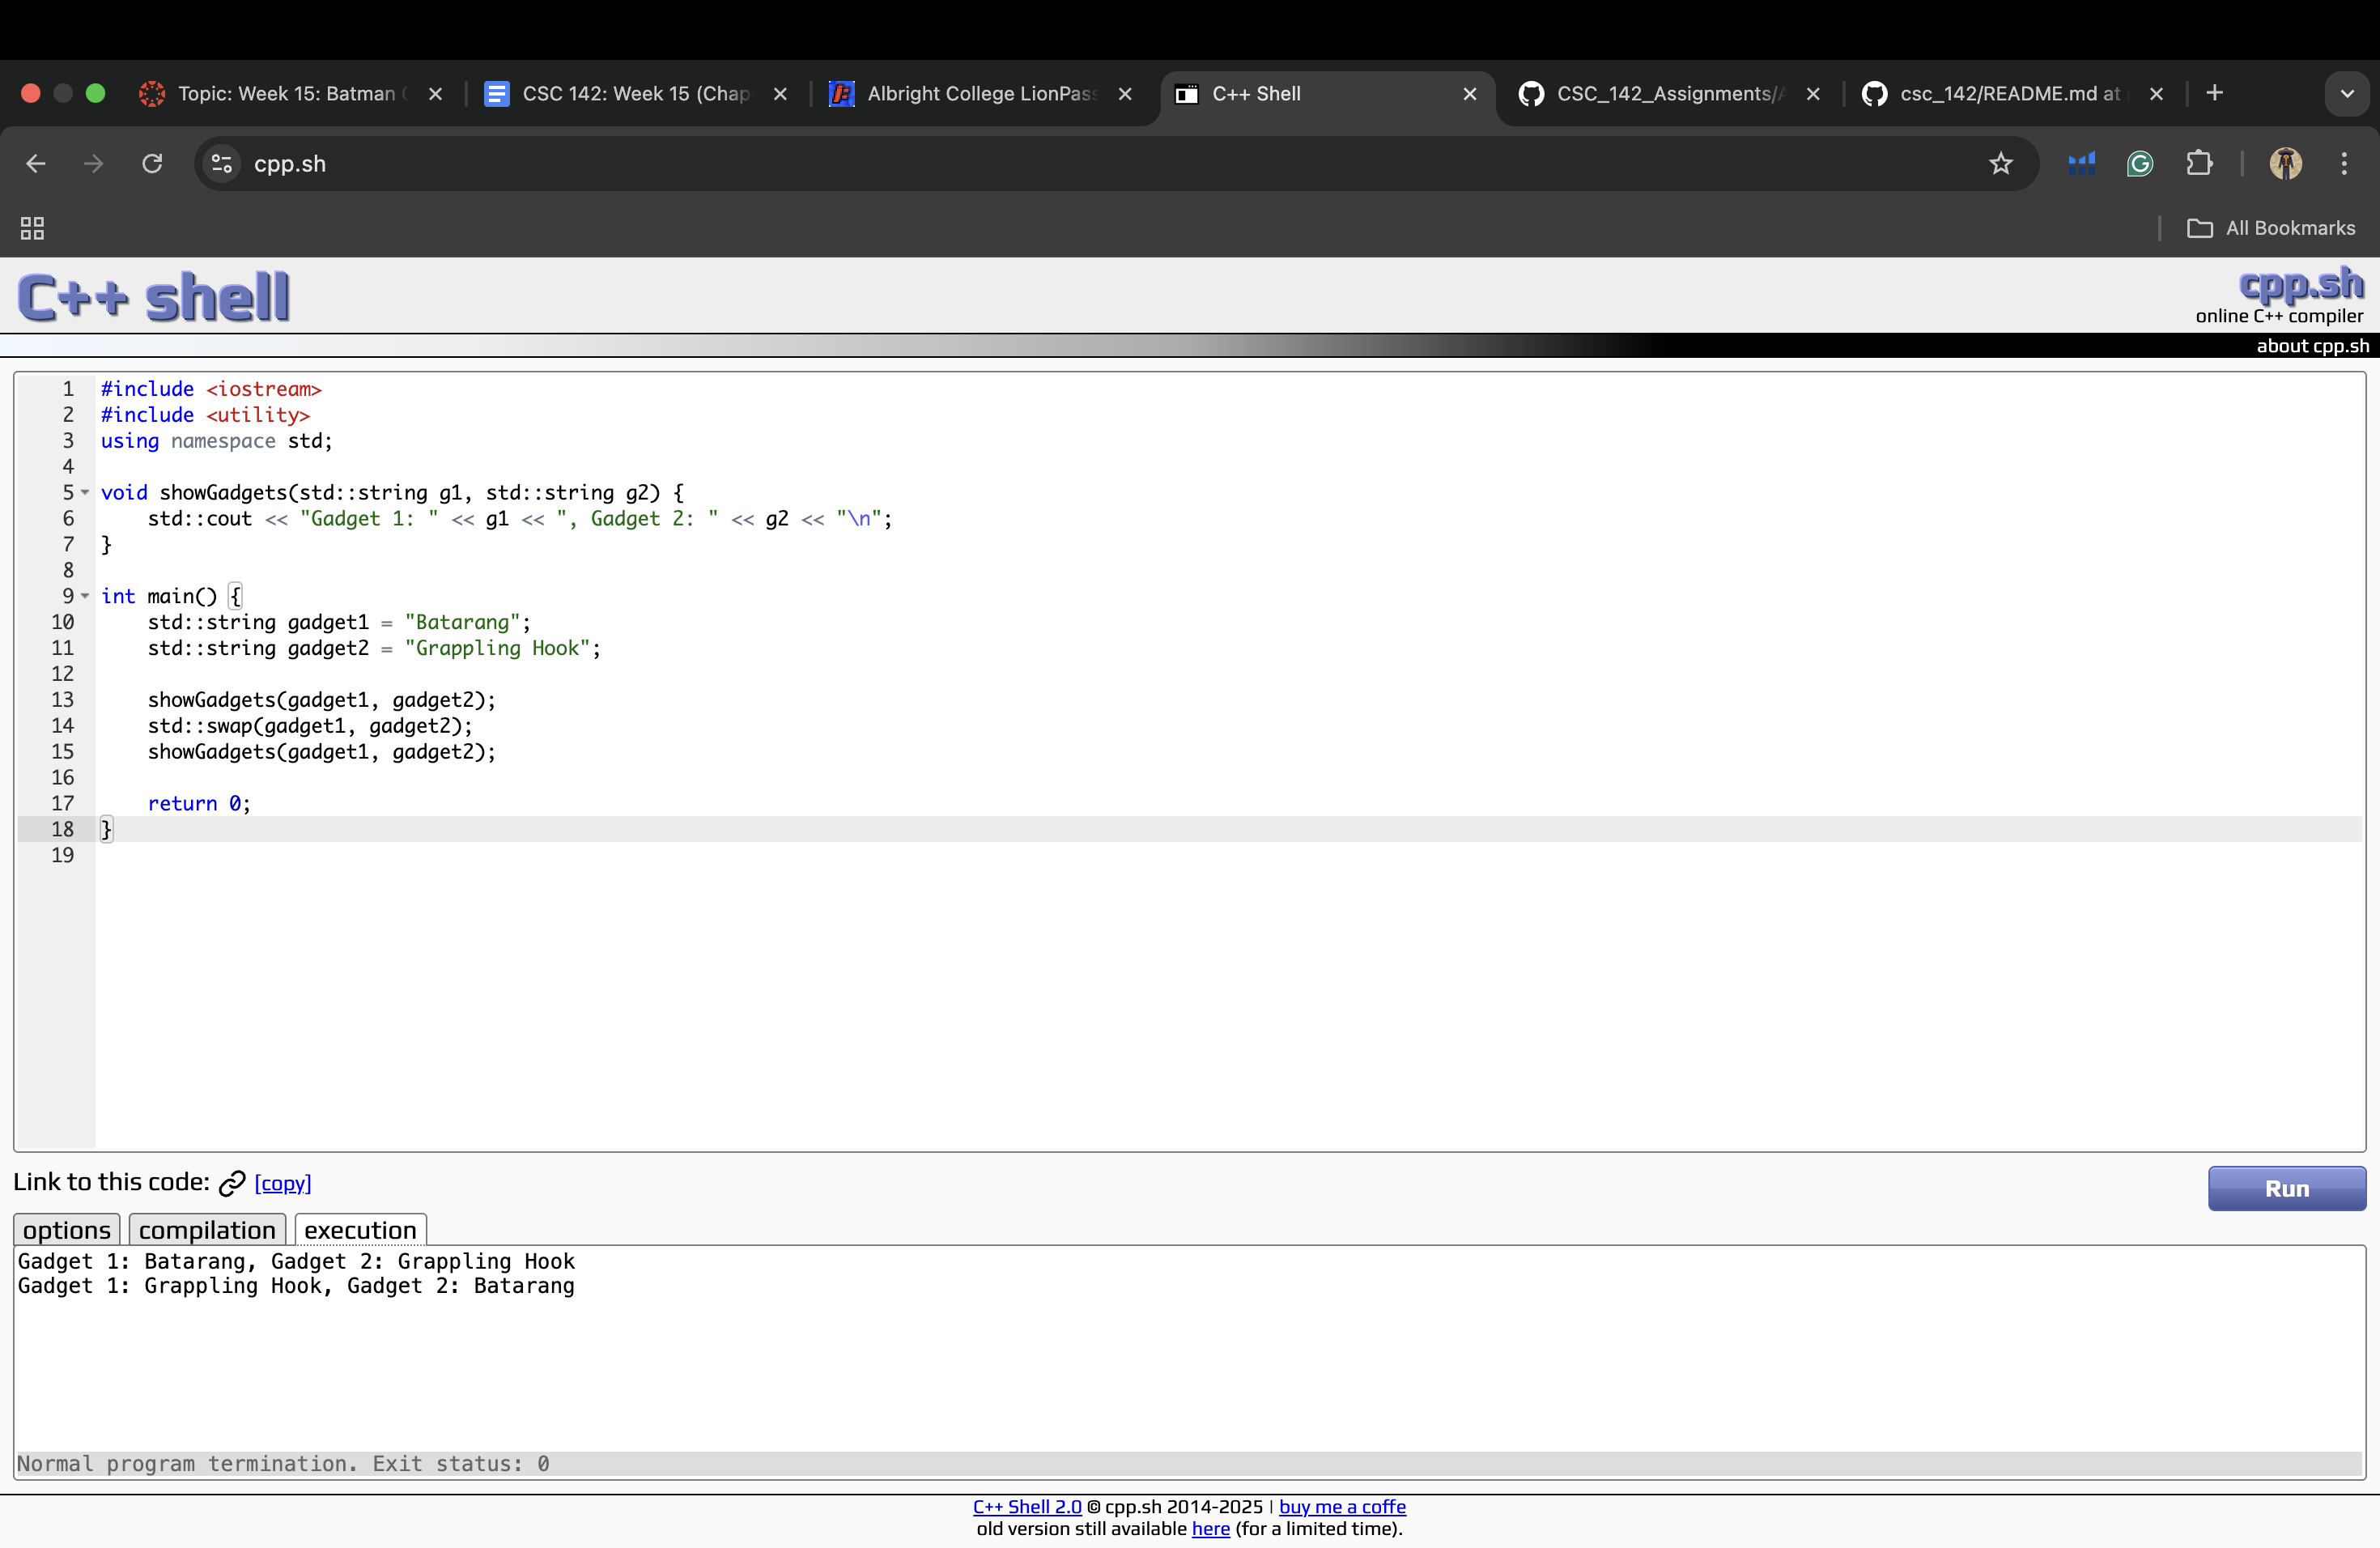 Topic: Week 15: Batman
CSC 142: Week 15 (Chap
Albright College LionPass
C++ Shell
CSC_142_Assignments/
csc_142/README.md at
cpp.sh
All Bookmarks
C++ shell
cpp.sh
online C++ compiler
about cpp.sh
1 #include <iostream>
2 #include <utility>
3 using namespace std;
4
5 void showGadgets(std::string g1, std::string g2) {
6     std::cout << "Gadget 1: " << g1 << ", Gadget 2: " << g2 << "\n";
7 }
8
9 int main() {
10     std::string gadget1 = "Batarang";
11     std::string gadget2 = "Grappling Hook";
12
13     showGadgets(gadget1, gadget2);
14     std::swap(gadget1, gadget2);
15     showGadgets(gadget1, gadget2);
16
17     return 0;
18 }
19
Link to this code: [copy]
Run
options compilation execution
Gadget 1: Batarang, Gadget 2: Grappling Hook
Gadget 1: Grappling Hook, Gadget 2: Batarang
Normal program termination. Exit status: 0
C++ Shell 2.0 © cpp.sh 2014-2025 | buy me a coffe
old version still available here (for a limited time).